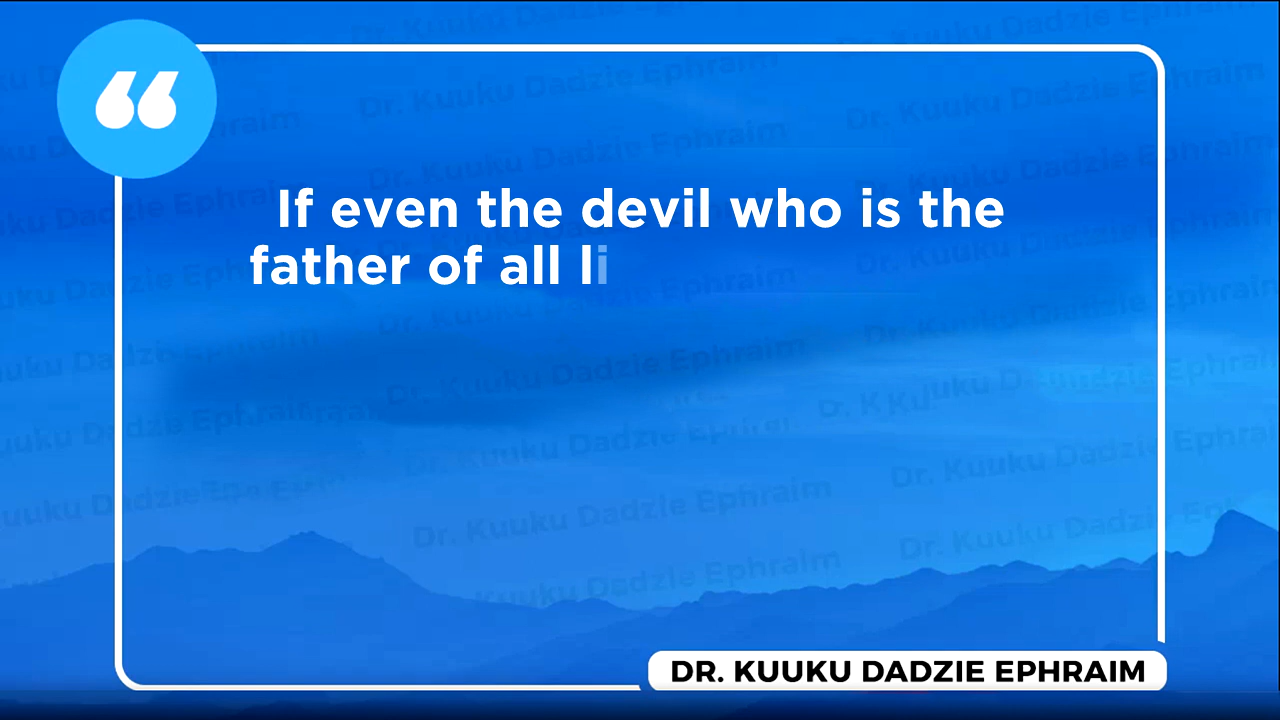 If even the devil who is the
father of all li
DR. KUUKU DADZIE EPHRAIM